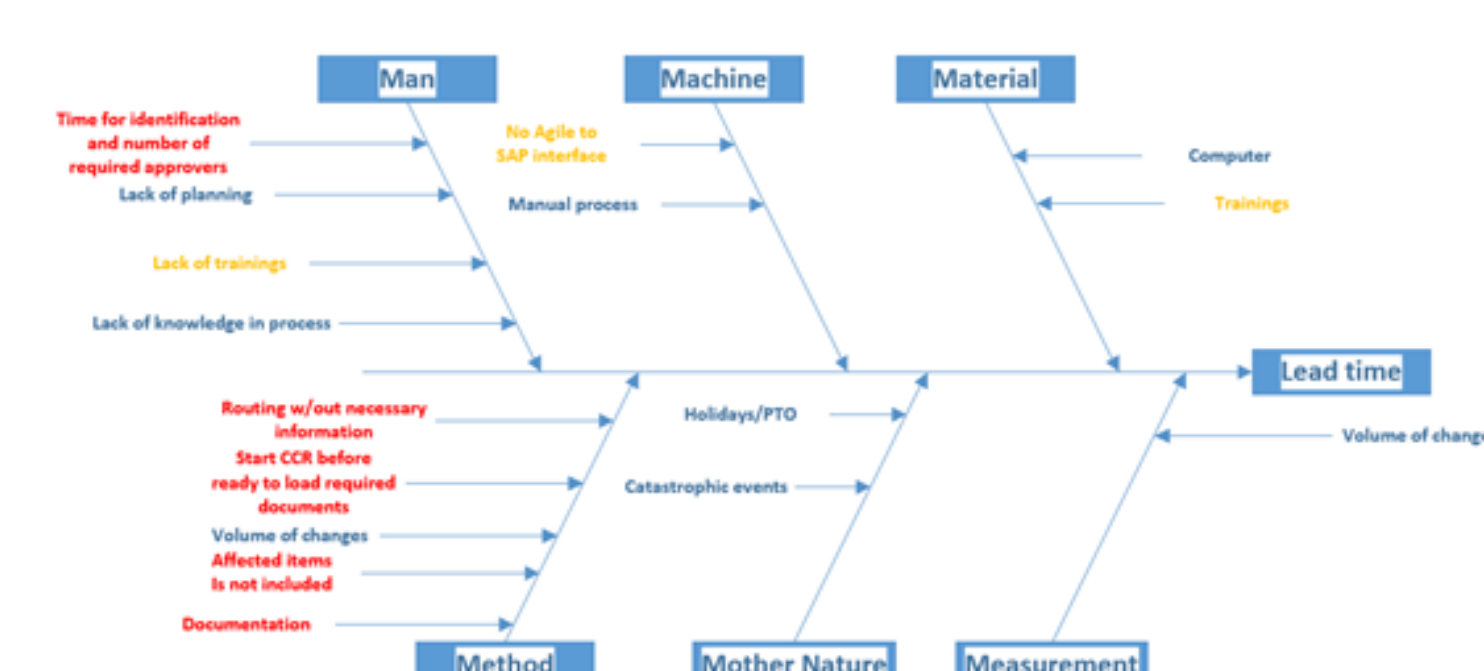 Man
Machine
Material
Time for identification
and number of
required approvers
Lack of planning
Lack of trainings
Lack of knowledge in process
No Agile to
SAP interface
Manual process
Computer
Trainings
Lead time
Routing w/out necessary
information
Start CCR before
ready to load required
documents
Volume of changes
Affected items
Is not included
Documentation
Holidays/PTO
Catastrophic events
Volume of change
Method
Mother Nature
Measurement